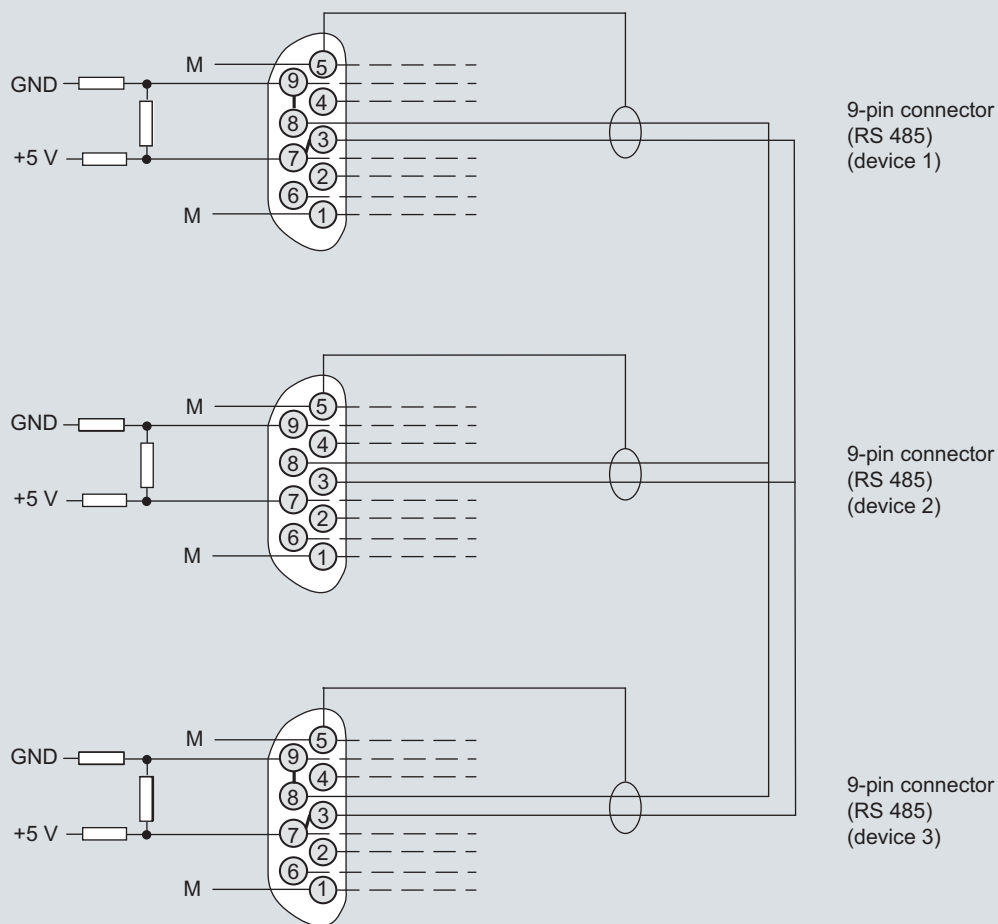 M
5
GND
9
4
9-pin connector
8
(RS 485)
3
+5 V
7
(device 1)
2
6
M
1
M
5
GND
9
4
9-pin connector
8
(RS 485)
3
+5 V
7
(device 2)
2
6
M
1
M
5
GND
9
4
9-pin connector
8
(RS 485)
3
+5 V
7
(device 3)
2
6
M
1